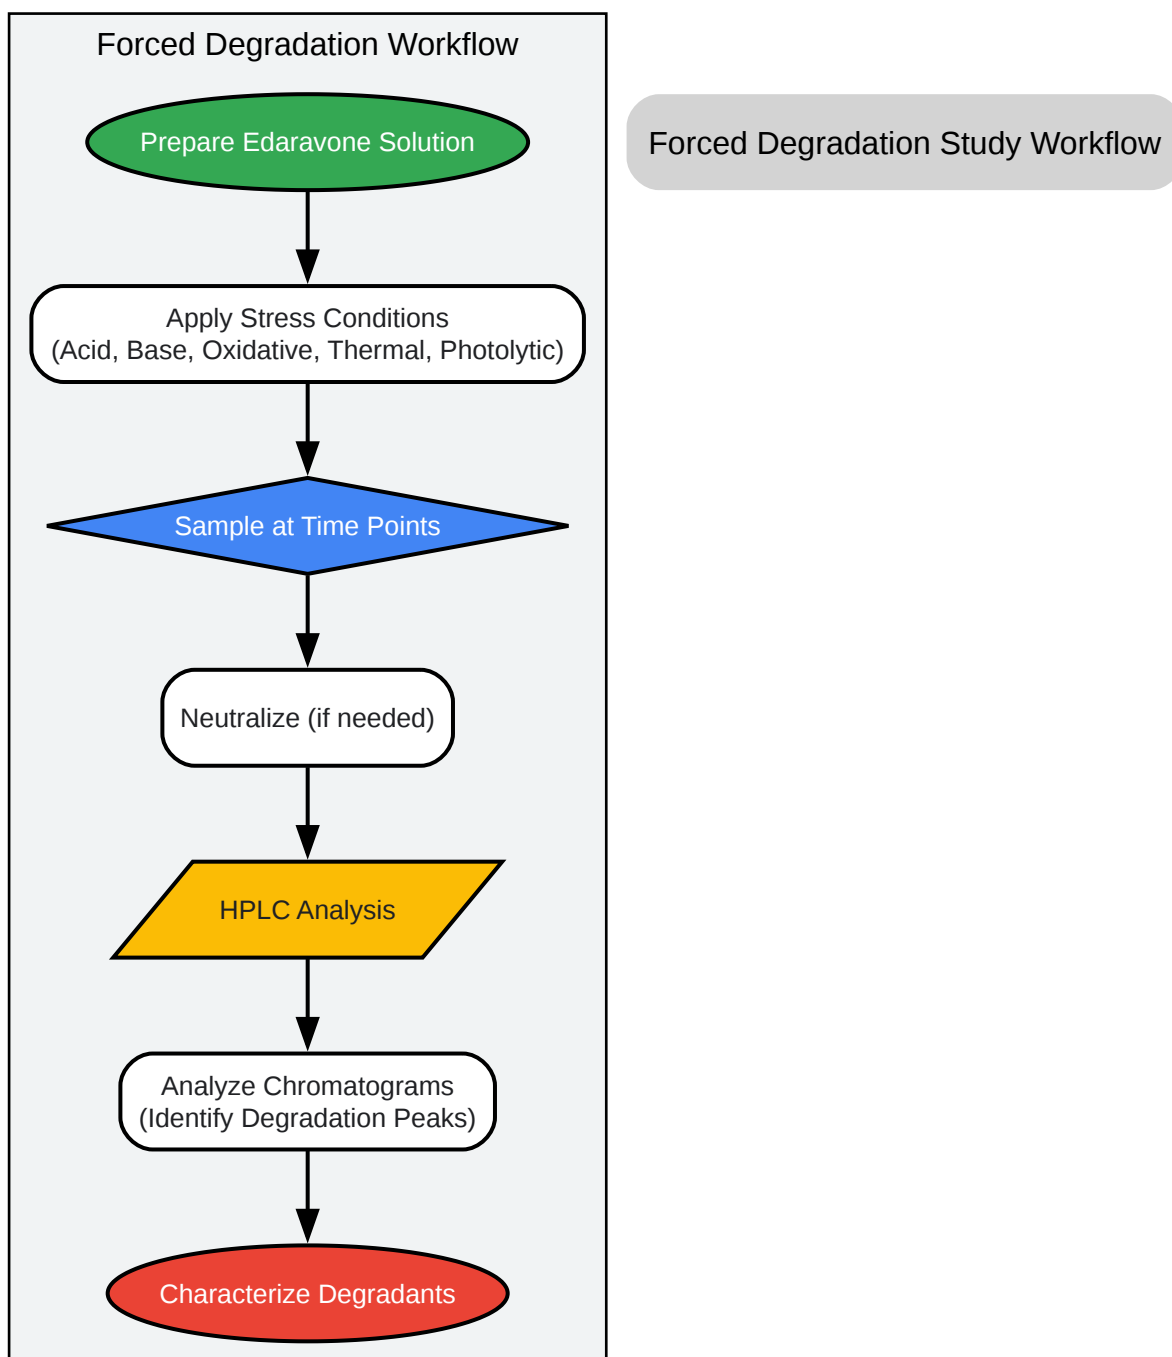 Forced Degradation Workflow
Prepare Edaravone Solution
Forced Degradation Study Workflow
Apply Stress Conditions
(Acid, Base, Oxidative, Thermal, Photolytic)
Sample at Time Points
Neutralize (if needed)
HPLC Analysis
Analyze Chromatograms
(Identify Degradation Peaks)
Characterize Degradants